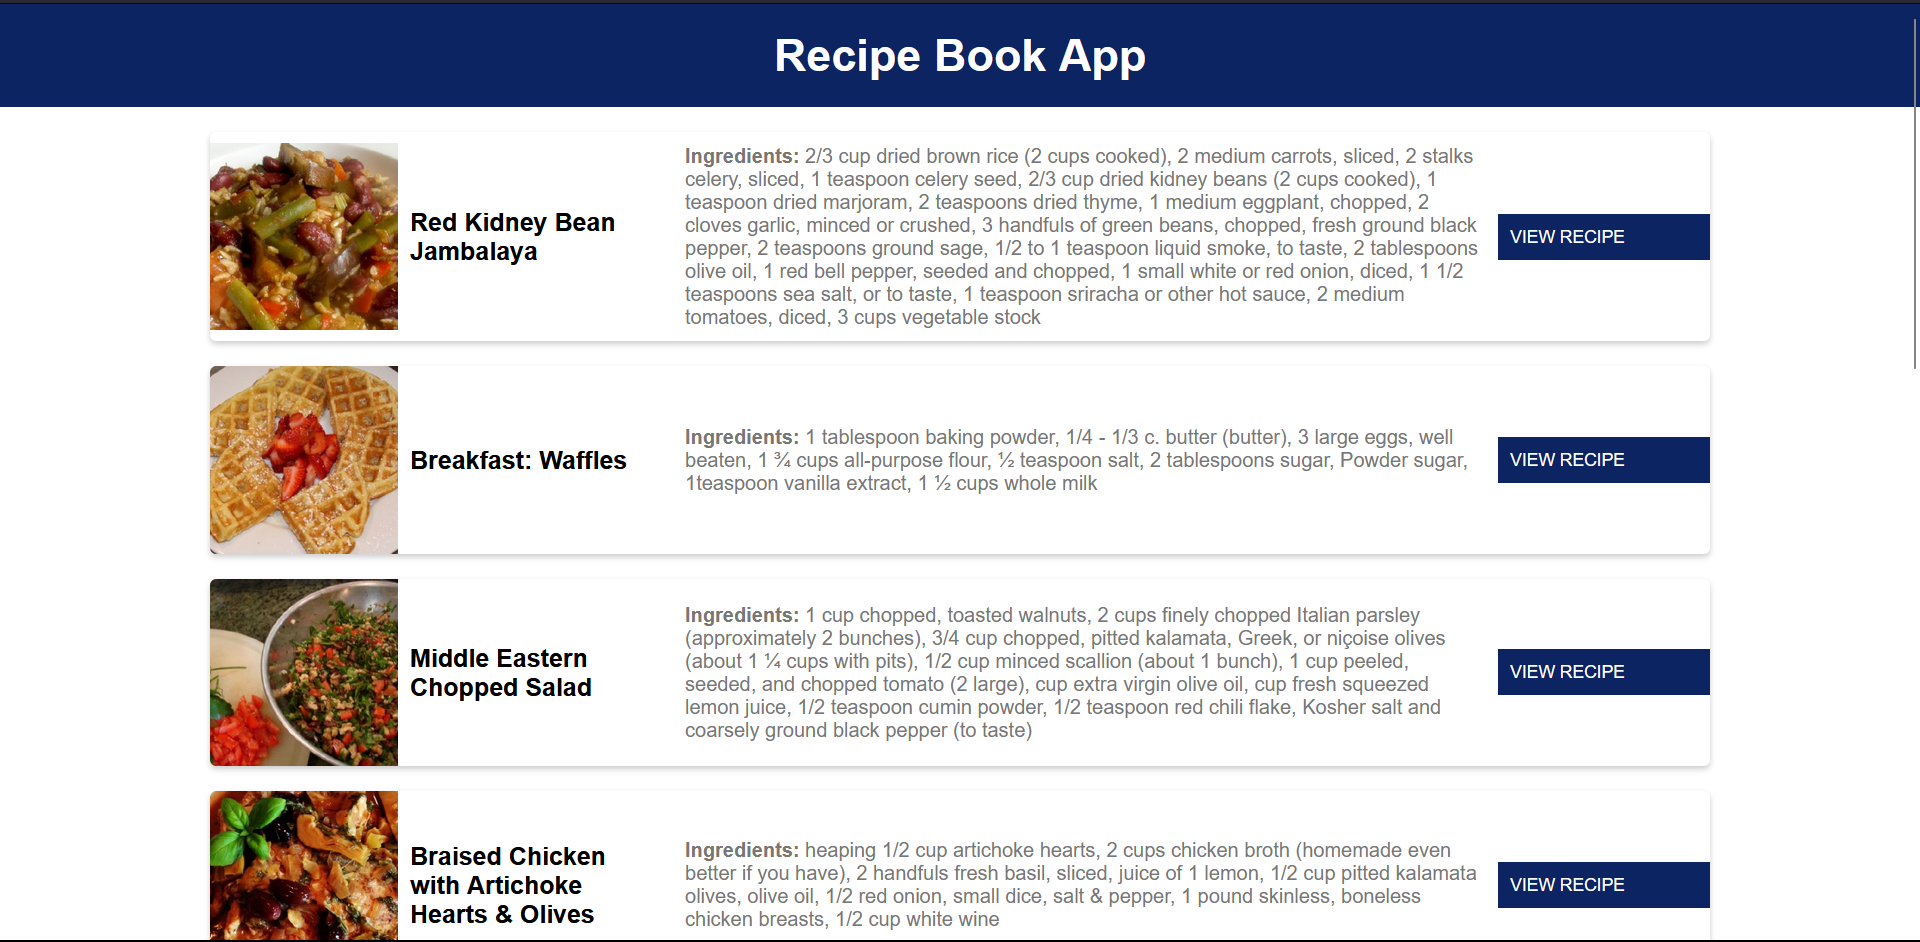 Recipe Book App
Red Kidney Bean
Jambalaya
Ingredients: 2/3 cup dried brown rice (2 cups cooked), 2 medium carrots, sliced, 2 stalks
celery, sliced, 1 teaspoon celery seed, 2/3 cup dried kidney beans (2 cups cooked), 1
teaspoon dried marjoram, 2 teaspoons dried thyme, 1 medium eggplant, chopped, 2
cloves garlic, minced or crushed, 3 handfuls of green beans, chopped, fresh ground black
pepper, 2 teaspoons ground sage, 1/2 to 1 teaspoon liquid smoke, to taste, 2 tablespoons
olive oil, 1 red bell pepper, seeded and chopped, 1 small white or red onion, diced, 1 1/2
teaspoons sea salt, or to taste, 1 teaspoon sriracha or other hot sauce, 2 medium
tomatoes, diced, 3 cups vegetable stock
VIEW RECIPE
Breakfast: Waffles
Ingredients: 1 tablespoon baking powder, 1/4 - 1/3 c. butter (butter), 3 large eggs, well
beaten, 1 ¾ cups all-purpose flour, ½ teaspoon salt, 2 tablespoons sugar, Powder sugar,
1teaspoon vanilla extract, 1 ½ cups whole milk
VIEW RECIPE
Middle Eastern
Chopped Salad
Ingredients: 1 cup chopped, toasted walnuts, 2 cups finely chopped Italian parsley
(approximately 2 bunches), 3/4 cup chopped, pitted kalamata, Greek, or niçoise olives
(about 1 ¼ cups with pits), 1/2 cup minced scallion (about 1 bunch), 1 cup peeled,
seeded, and chopped tomato (2 large), cup extra virgin olive oil, cup fresh squeezed
lemon juice, 1/2 teaspoon cumin powder, 1/2 teaspoon red chili flake, Kosher salt and
coarsely ground black pepper (to taste)
VIEW RECIPE
Braised Chicken
with Artichoke
Hearts & Olives
Ingredients: heaping 1/2 cup artichoke hearts, 2 cups chicken broth (homemade even
better if you have), 2 handfuls fresh basil, sliced, juice of 1 lemon, 1/2 cup pitted kalamata
olives, olive oil, 1/2 red onion, small dice, salt & pepper, 1 pound skinless, boneless
chicken breasts, 1/2 cup white wine
VIEW RECIPE